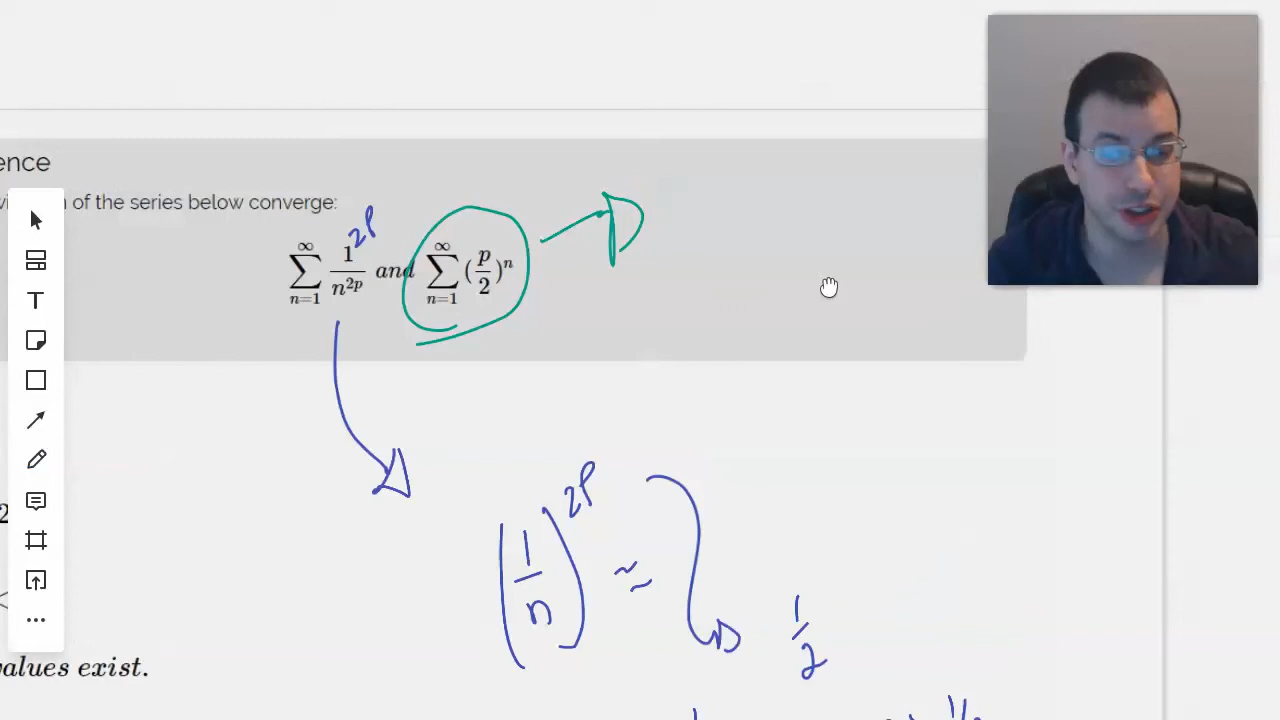 ence
of the series below converge:
2p
∞ ∑ n=1 1/n^{2p} and ∞ ∑ n=1 (p/2)^n
T
(1/n)^{2p} ≈
1/2
2
<
values exist.